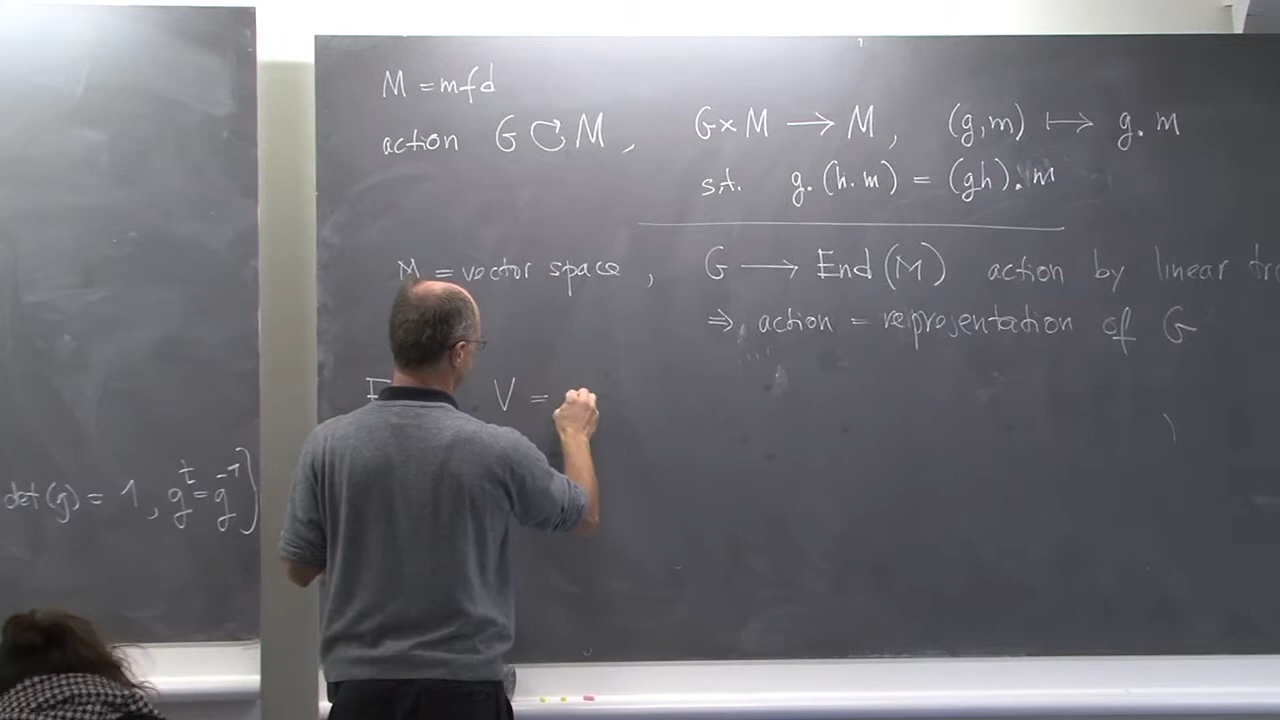 det(g) = 1, g^t = g^-1}
M = mfd
action G ↻ M, G×M → M, (g,m) ↦ g.m
s.t. g.(h.m) = (gh).m
M = vector space, G → End(M) action by linear
⇒ action = representation of G
V =